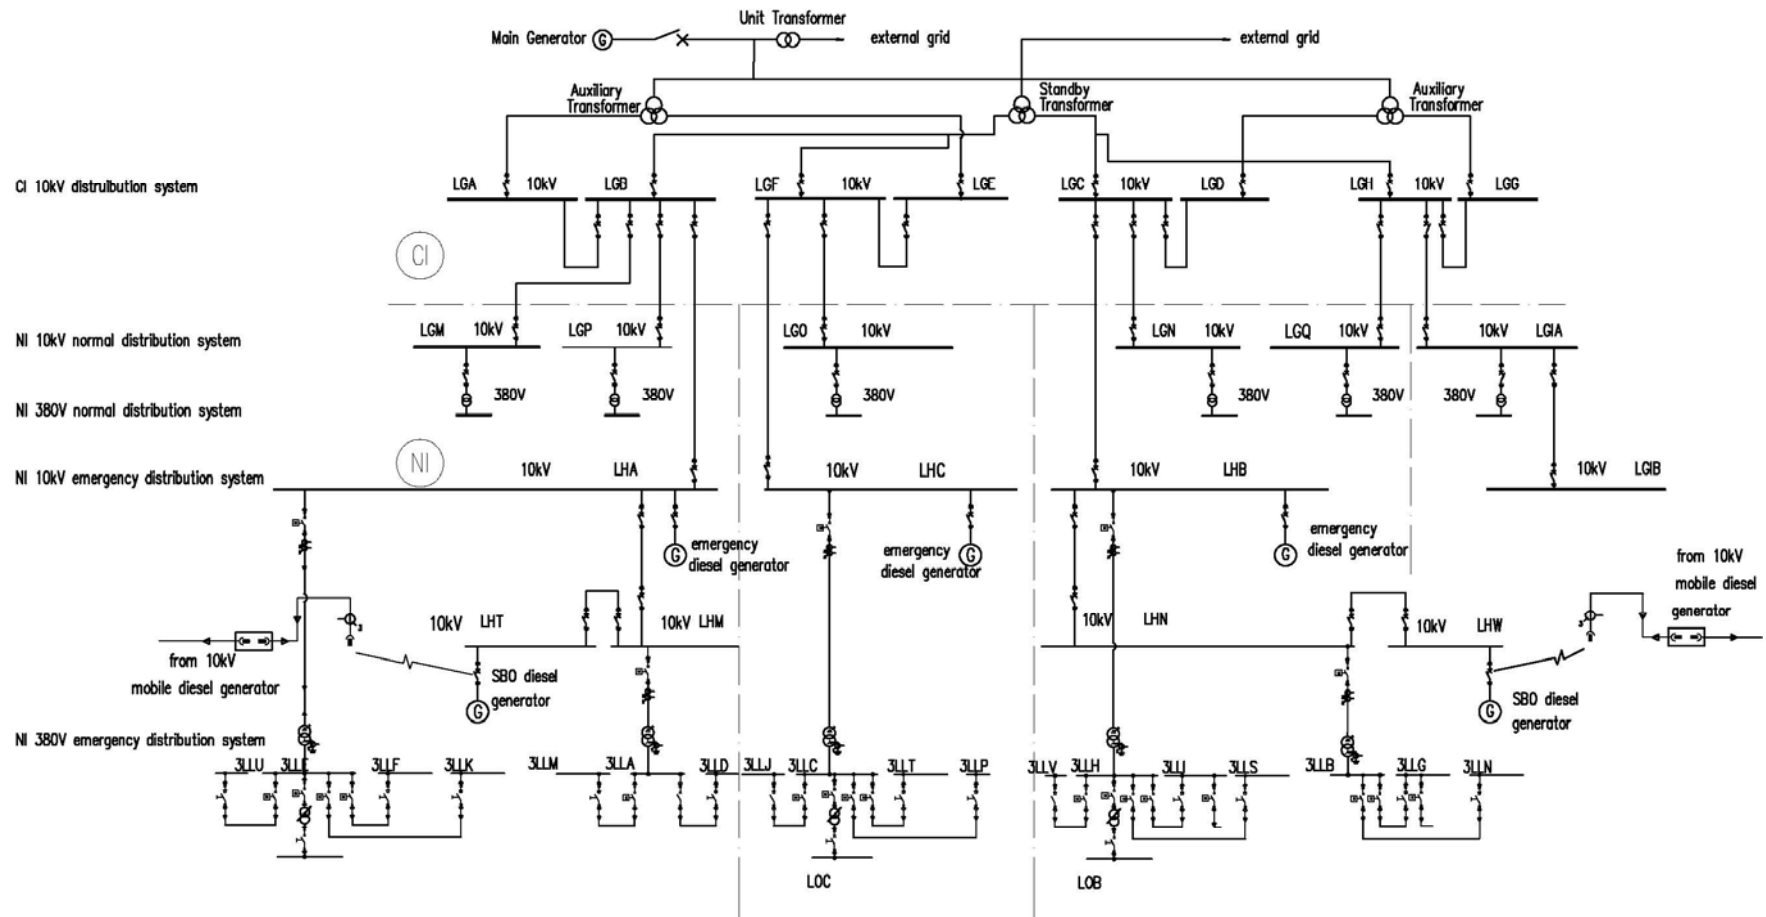 Unit Transformer
Main Generator G
external grid
external grid
Auxiliary
Transformer
Standby
Transformer
Auxiliary
Transformer
CI 10kV distruibution system
LGA 10kV LGB
LGF 10kV LGE
LGC 10kV LGD
LGH 10kV LGG
CI
NI 10kV normal distribution system
LGM 10kV LGP 10kV
LGO 10kV
LGN 10kV LGQ 10kV
10kV LGIA
NI 380V normal distribution system
380V 380V 380V 380V 380V 380V
NI
NI 10kV emergency distribution system
10kV LHA
10kV LHC
10kV LHB
10kV LGIB
G emergency
diesel generator
emergency
diesel generator G
G emergency
diesel generator
from 10kV
mobile diesel
generator
10kV LHT
10kV LHM
10kV LHN
10kV LHW
from 10kV
mobile diesel generator
G SBO diesel
generator
G SBO diesel
generator
NI 380V emergency distribution system
3LLU 3LLE 3LLF 3LLK
3LLM 3LLA 3LLD
3LLJ 3LLC 3LLT 3LLP
3LLV 3LLH 3LLI 3LLS
3LLB 3LLG 3LLN
LOC
LOB